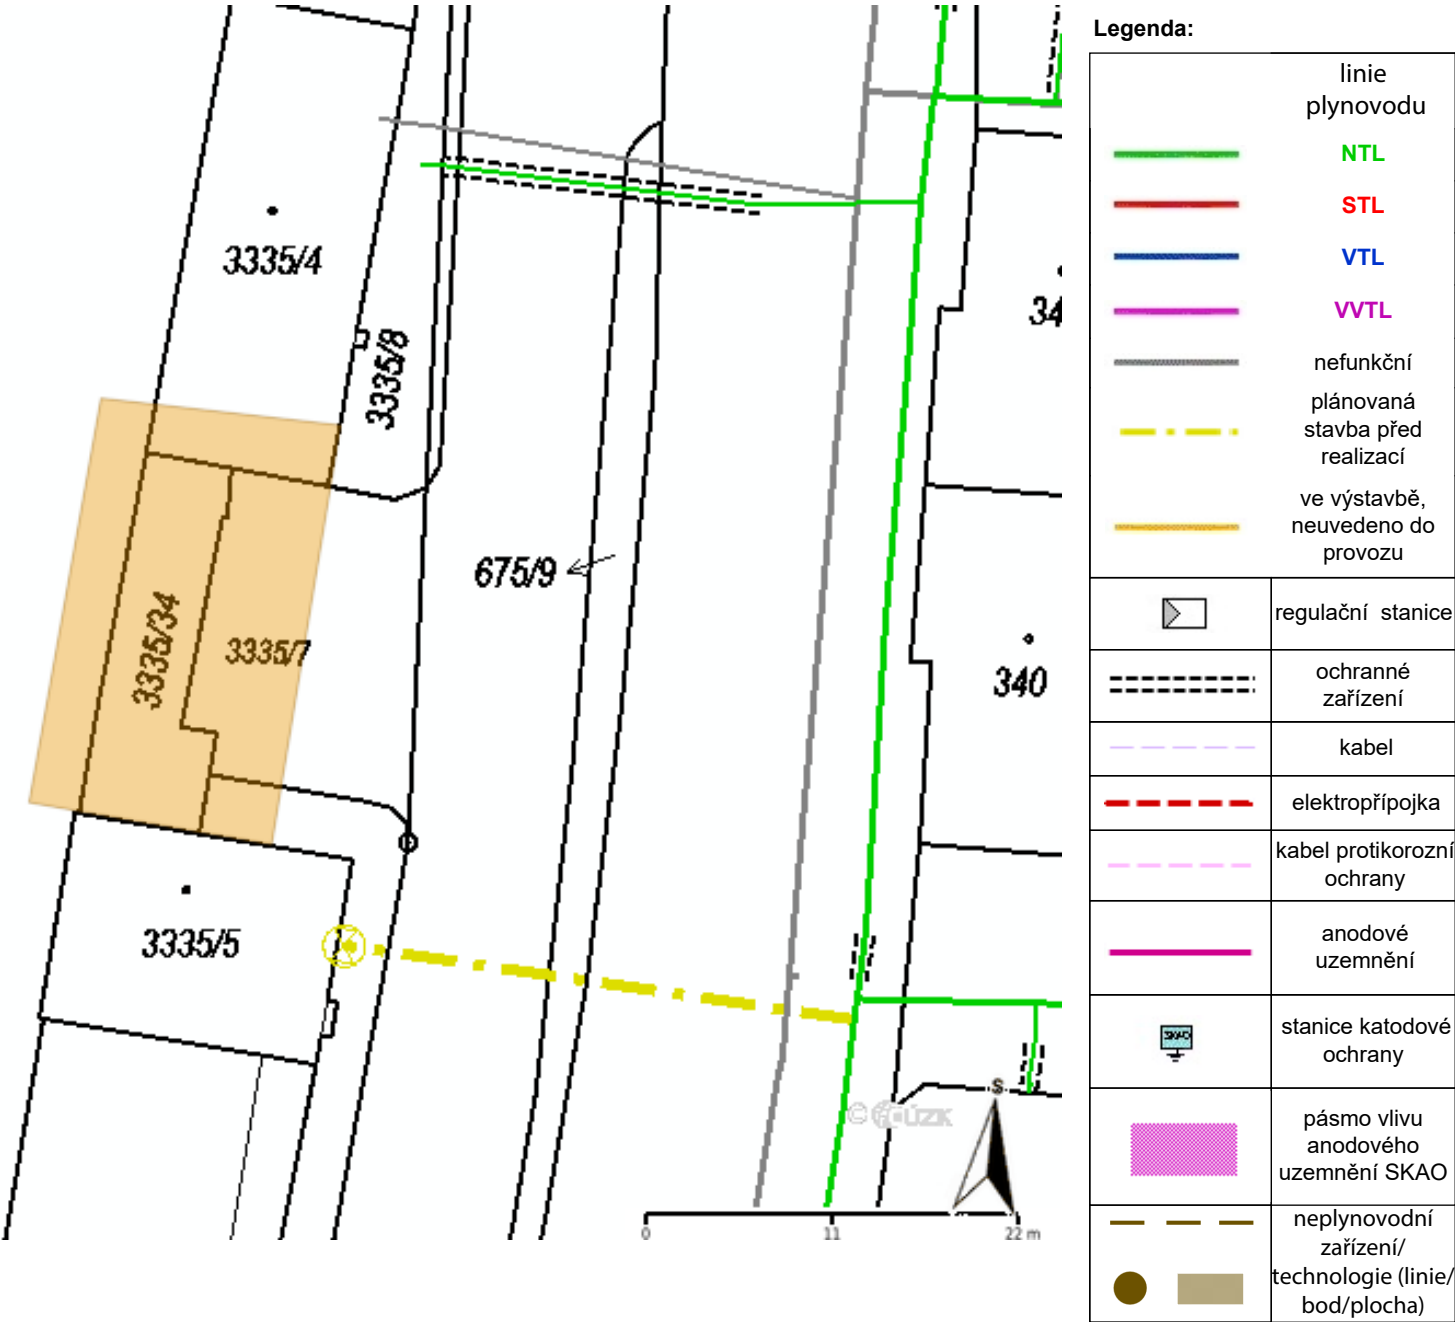 3335/4
3335/8
34
675/9
3335/34
3335/7
340
3335/5
©
ČÚZK
S
0
11
22 m
Legenda:
linie
plynovodu
NTL
STL
VTL
VVTL
nefunkční
plánovaná
stavba před
realizací
ve výstavbě,
neuvedeno do
provozu
regulační stanice
ochranné
zařízení
kabel
elektropřípojka
kabel protikorozní
ochrany
anodové
uzemnění
SKAO
stanice katodové
ochrany
pásmo vlivu
anodového
uzemnění SKAO
neplynovodní
zařízení/
technologie (linie/
bod/plocha)